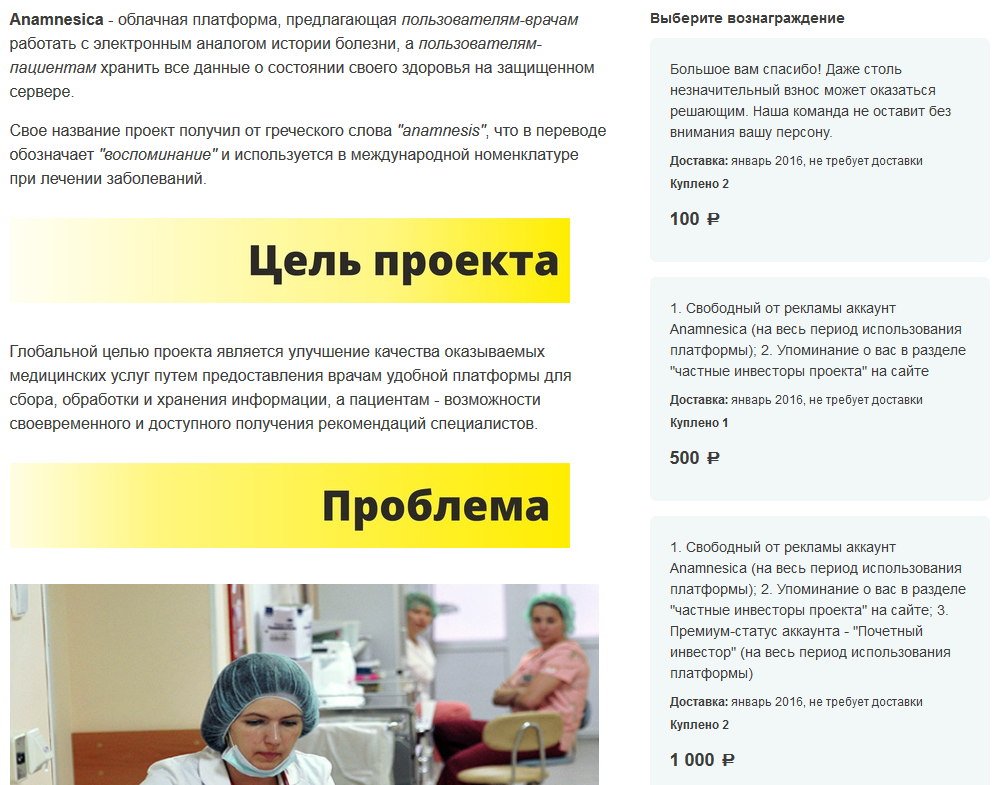 Anamnesica - облачная платформа, предлагающая пользователям-врачам
работать с электронным аналогом истории болезни, а пользователям-
пациентам хранить все данные о состоянии своего здоровья на защищенном
сервере.
Свое название проект получил от греческого слова "anamnesis", что в переводе
обозначает "воспоминание" и используется в международной номенклатуре
при лечении заболеваний.
Цель проекта
Глобальной целью проекта является улучшение качества оказываемых
медицинских услуг путем предоставления врачам удобной платформы для
сбора, обработки и хранения информации, а пациентам - возможности
своевременного и доступного получения рекомендаций специалистов.
Проблема
Выберите вознаграждение
Большое вам спасибо! Даже столь
незначительный взнос может оказаться
решающим. Наша команда не оставит без
внимания вашу персону.
Доставка: январь 2016, не требует доставки
Куплено 2
100 ₽
1. Свободный от рекламы аккаунт
Anamnesica (на весь период использования
платформы); 2. Упоминание о вас в разделе
"частные инвесторы проекта" на сайте
Доставка: январь 2016, не требует доставки
Куплено 1
500 ₽
1. Свободный от рекламы аккаунт
Anamnesica (на весь период использования
платформы); 2. Упоминание о вас в разделе
"частные инвесторы проекта" на сайте; 3.
Премиум-статус аккаунта - "Почетный
инвестор" (на весь период использования
платформы)
Доставка: январь 2016, не требует доставки
Куплено 2
1 000 ₽